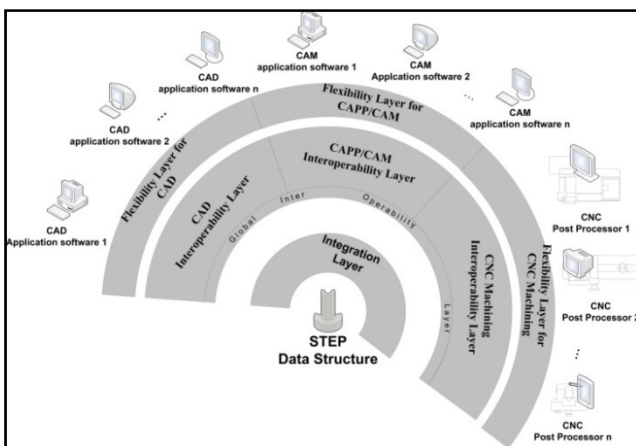 CAD
Application software 1
CAD
application software 2
...
CAD
application software n
CAM
application software 1
CAM
Application software 2
...
CAM
application software n
CNC
Post Processor 1
CNC
Post Processor 2
...
CNC
Post Processor n
Flexibility Layer for
CAD
Flexibility Layer for
CAPP/CAM
Flexibility Layer for
CNC Machining
CAD
Interoperability Layer
CAPP/CAM
Interoperability Layer
CNC Machining
Interoperability Layer
Global Inter Operability Layer
Integration
Layer
STEP
Data Structure